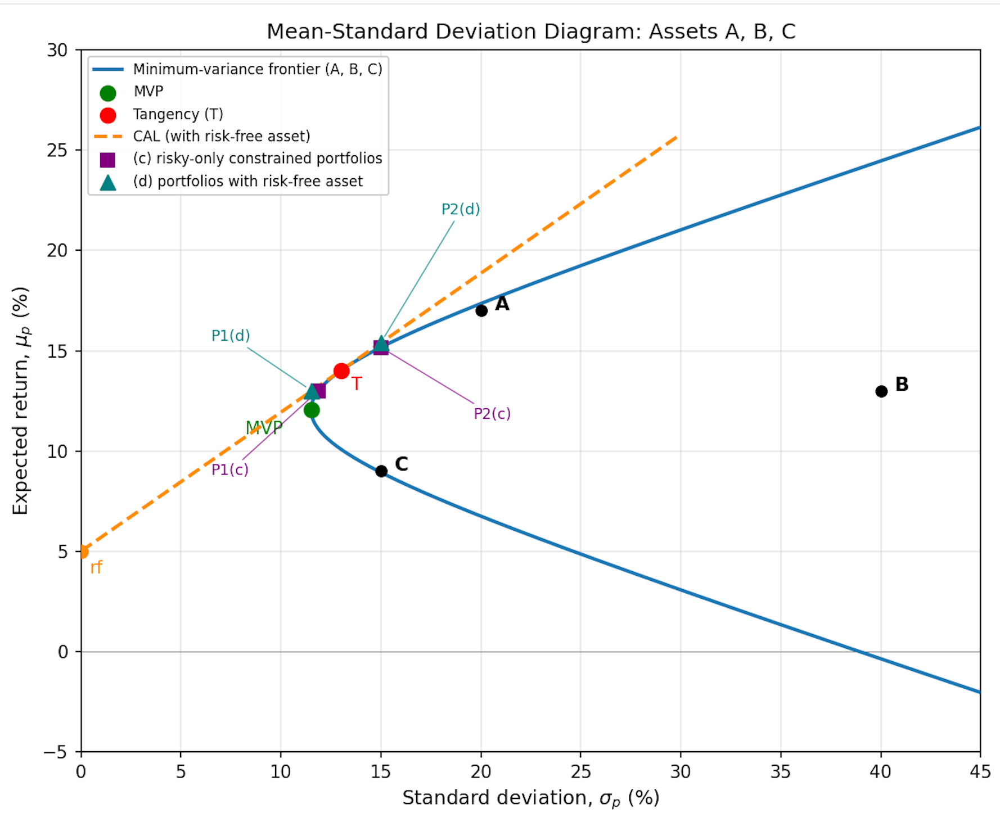 Mean-Standard Deviation Diagram: Assets A, B, C
30
25
20
15
10
5
0
−5
Expected return, μp (%)
Minimum-variance frontier (A, B, C)
MVP
Tangency (T)
CAL (with risk-free asset)
(c) risky-only constrained portfolios
(d) portfolios with risk-free asset
P2(d)
A
P1(d)
T
B
P2(c)
MVP
C
P1(c)
rf
0 5 10 15 20 25 30 35 40 45
Standard deviation, σp (%)